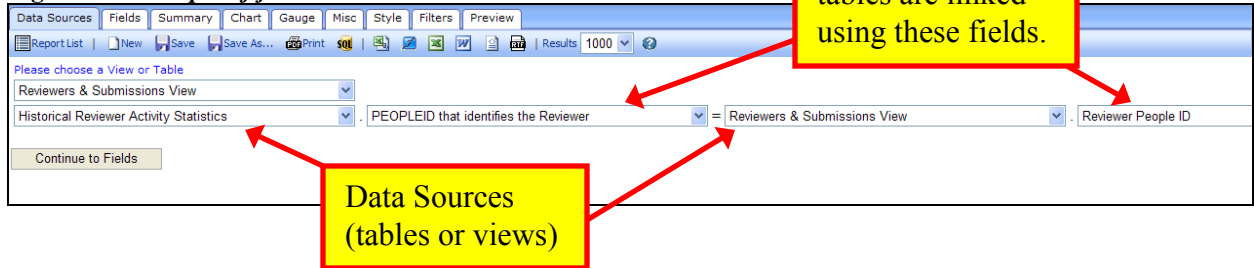 Data Sources Fields Summary Chart Gauge Misc Style Filters Preview
tables are linked
using these fields.
Report List | New Save Save As... Print SQL | RTF | Results 1000
Please choose a View or Table
Reviewers & Submissions View
Historical Reviewer Activity Statistics . PEOPLEID that identifies the Reviewer = Reviewers & Submissions View . Reviewer People ID
Continue to Fields
Data Sources
(tables or views)